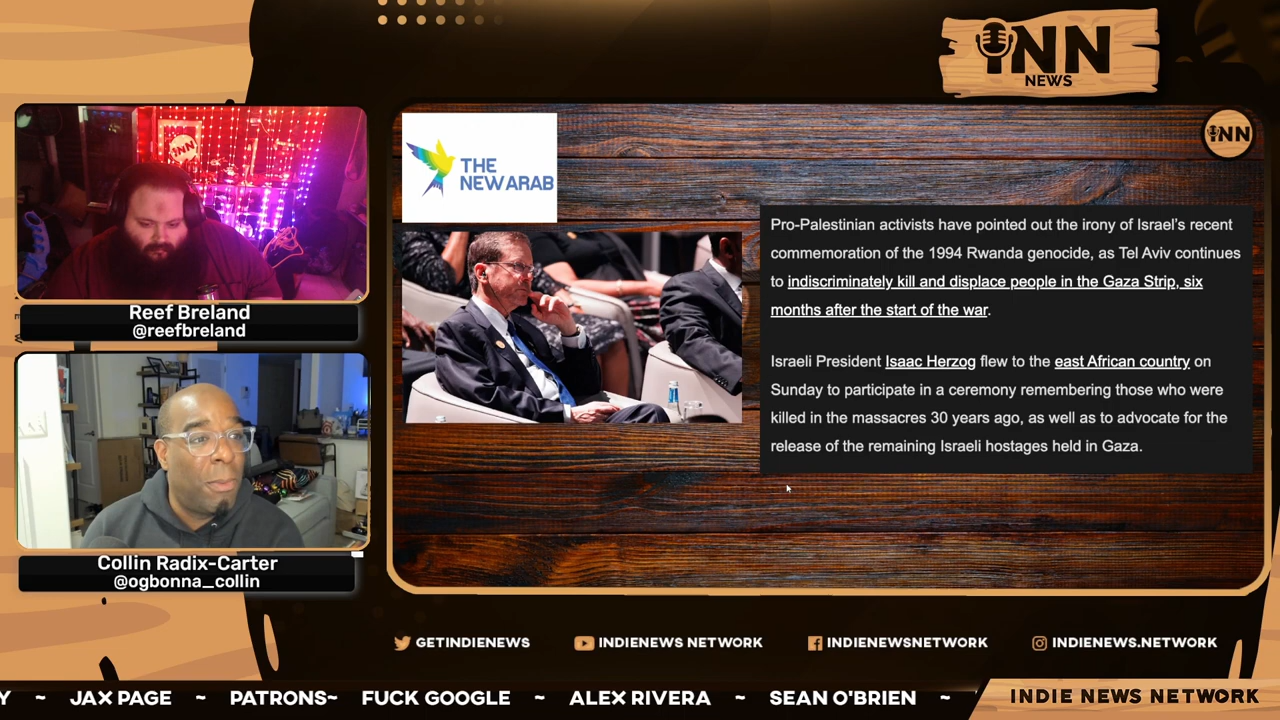 iNN
NEWS
iNN
THE
NEWARAB
Pro-Palestinian activists have pointed out the irony of Israel's recent
commemoration of the 1994 Rwanda genocide, as Tel Aviv continues
to indiscriminately kill and displace people in the Gaza Strip, six
months after the start of the war.
Israeli President Isaac Herzog flew to the east African country on
Sunday to participate in a ceremony remembering those who were
killed in the massacres 30 years ago, as well as to advocate for the
release of the remaining Israeli hostages held in Gaza.
iNN
Reef Breland
@reefbreland
Collin Radix-Carter
@ogbonna_collin
GETINDIENEWS
INDIENEWS NETWORK
INDIENEWSNETWORK
INDIENEWS.NETWORK
Y ~ JAX PAGE ~ PATRONS~ FUCK GOOGLE ~ ALEX RIVERA ~ SEAN O'BRIEN ~
INDIE NEWS NETWORK